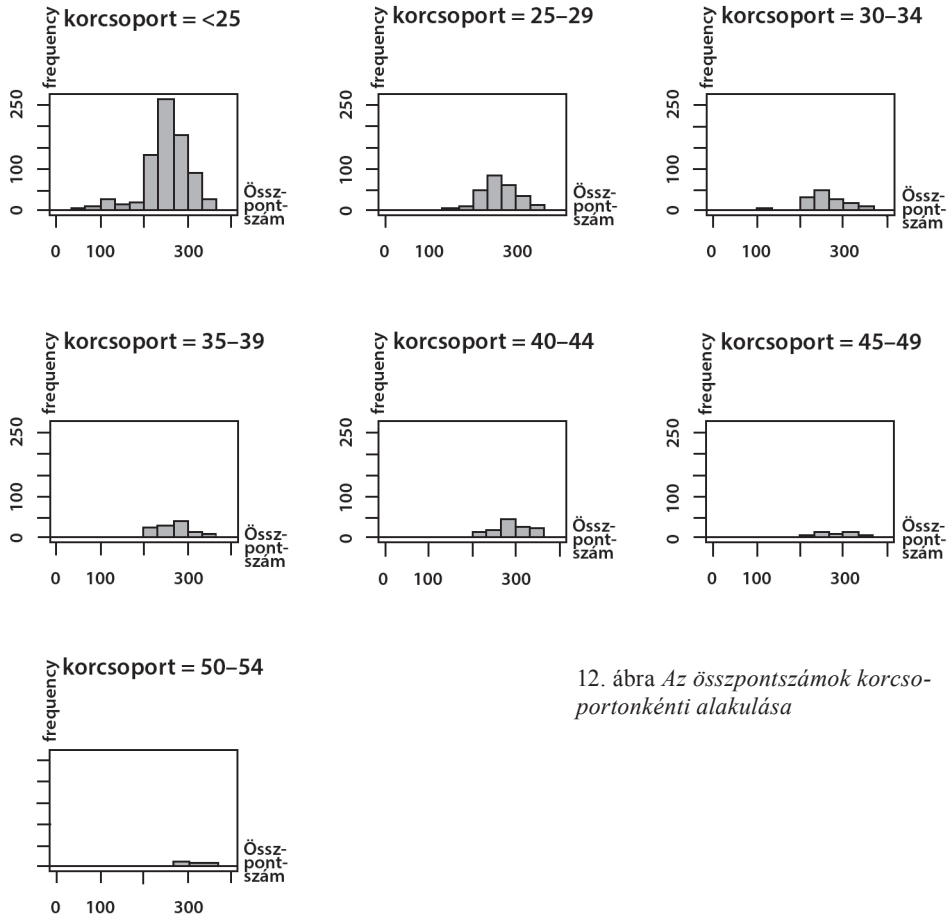 korcsoport = <25
frequency
250
100
0
Össz-
pont-
szám
0 100 300
korcsoport = 25–29
frequency
250
100
0
Össz-
pont-
szám
0 100 300
korcsoport = 30–34
frequency
250
100
0
Össz-
pont-
szám
0 100 300
korcsoport = 35–39
frequency
250
100
0
Össz-
pont-
szám
0 100 300
korcsoport = 40–44
frequency
250
100
0
Össz-
pont-
szám
0 100 300
korcsoport = 45–49
frequency
250
100
0
Össz-
pont-
szám
0 100 300
korcsoport = 50–54
frequency
Össz-
pont-
szám
0 100 300
12. ábra Az összpontszámok korcso-
portonkénti alakulása